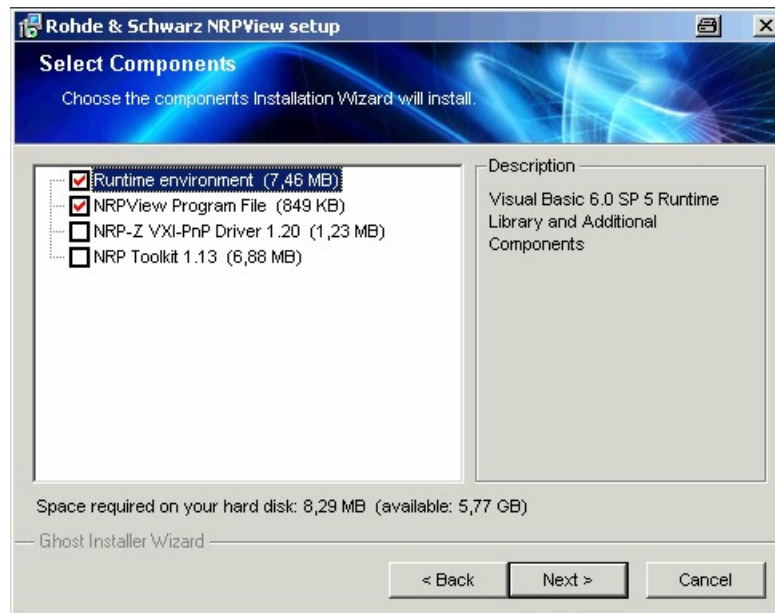 Rohde & Schwarz NRPView setup
Select Components
Choose the components Installation Wizard will install.
Runtime environment (7,46 MB)
NRPView Program File (849 KB)
NRP-Z VXI-PnP Driver 1.20 (1,23 MB)
NRP Toolkit 1.13 (6,88 MB)
Description
Visual Basic 6.0 SP 5 Runtime
Library and Additional
Components
Space required on your hard disk: 8,29 MB (available: 5,77 GB)
Ghost Installer Wizard
< Back
Next >
Cancel